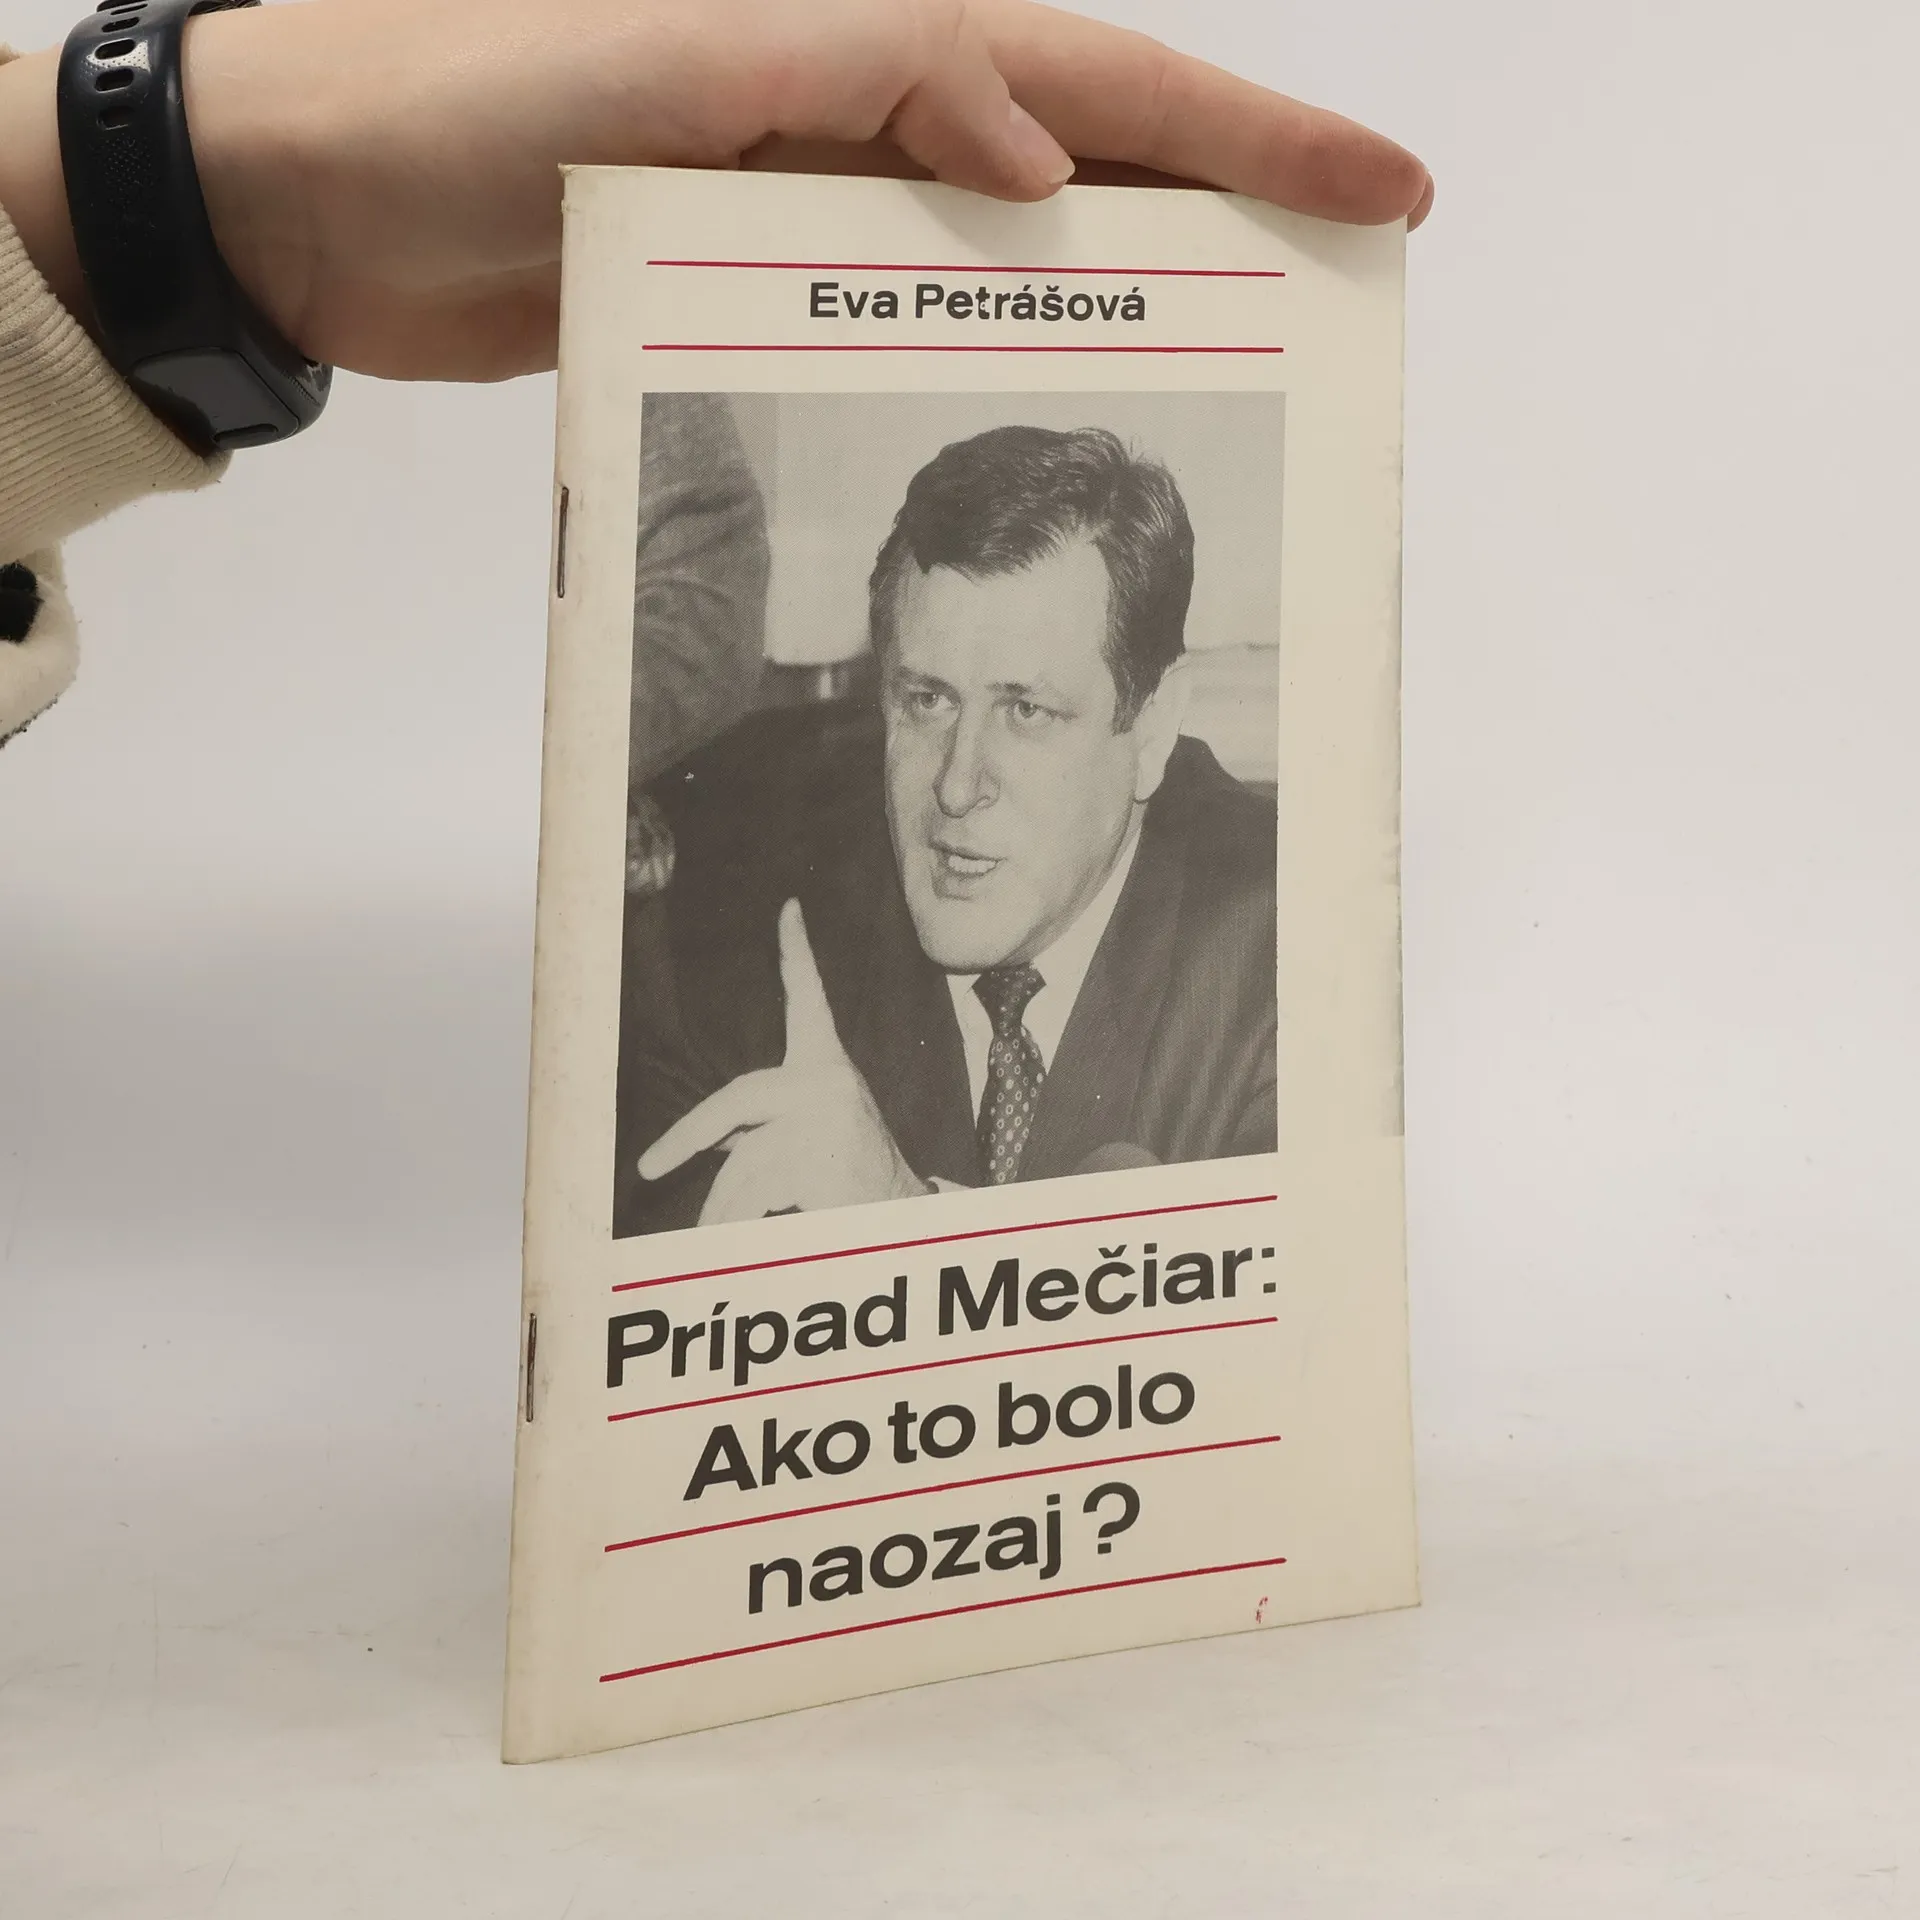 Eva Petrášová
Prípad Mečiar:
Ako to bolo
naozaj?